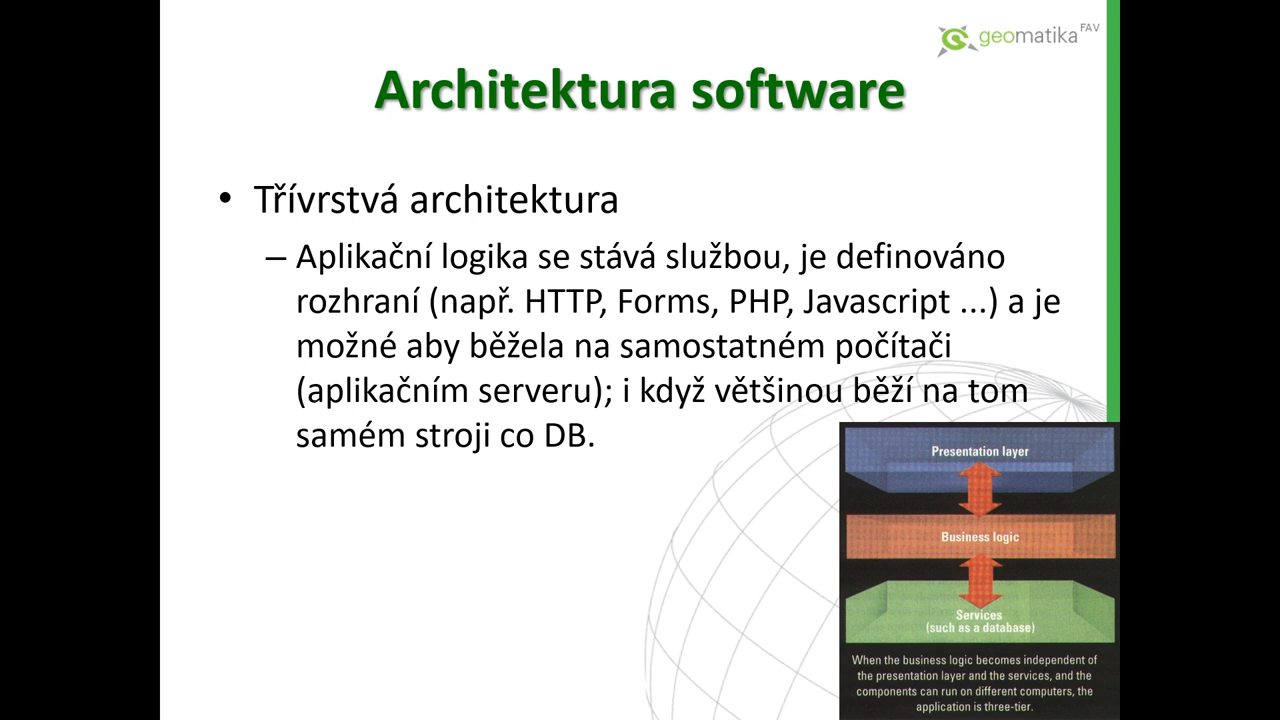 geomatika FAV
Architektura software
• Třívrstvá architektura
– Aplikační logika se stává službou, je definováno
rozhraní (např. HTTP, Forms, PHP, Javascript ...) a je
možné aby běžela na samostatném počítači
(aplikačním serveru); i když většinou běží na tom
samém stroji co DB.
Presentation layer
Business logic
Services
(such as a database)
When the business logic becomes independent of
the presentation layer and the services, and the
components can run on different computers, the
application is three-tier.